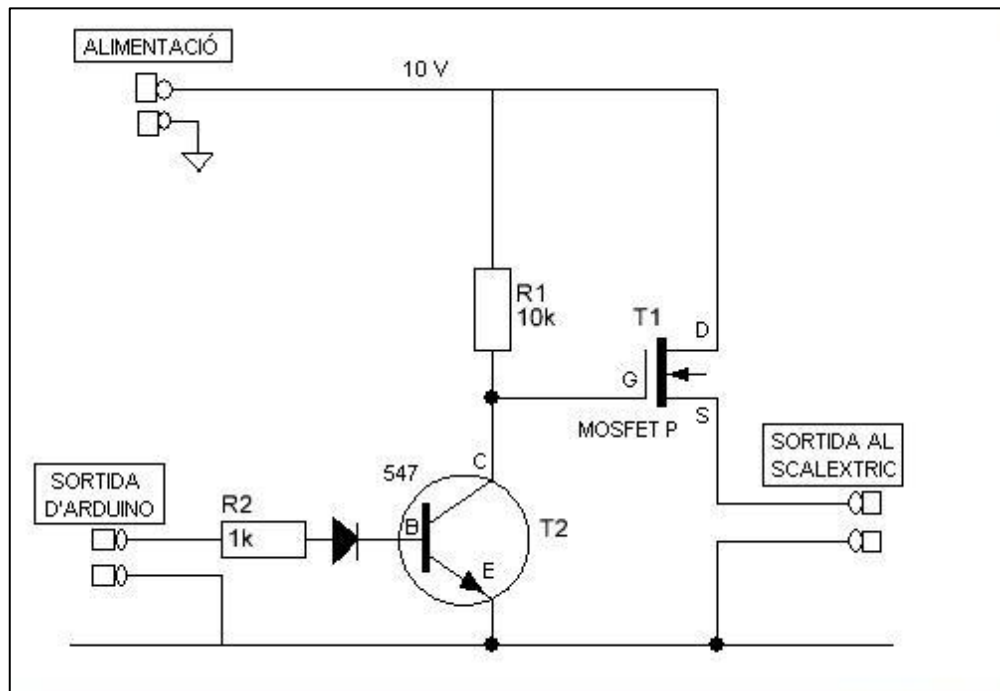 ALIMENTACIÓ
10 V
R1
10k
T1
D
G
S
MOSFET P
SORTIDA AL
SCALEXTRIC
547
C
SORTIDA
D'ARDUINO
R2
1k
B
T2
E